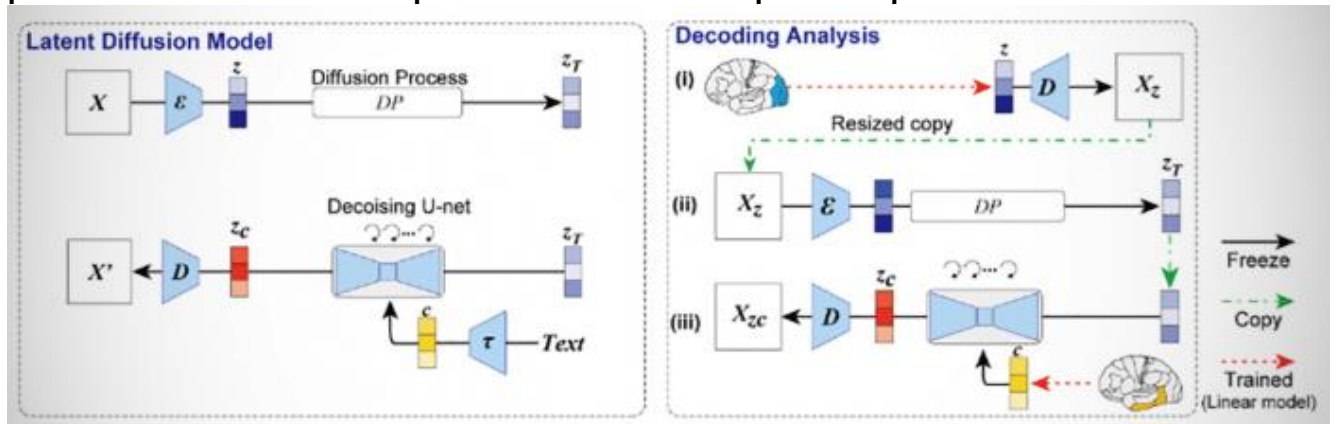 Latent Diffusion Model
X
ε
z
Diffusion Process
DP
z_T
Decoising U-net
X'
D
z_c
z_T
c
τ
Text
Decoding Analysis
(i)
z
D
X_z
Resized copy
(ii)
X_z
ε
DP
z_T
(iii)
X_zc
D
z_c
c
Freeze
Copy
Trained
(Linear model)